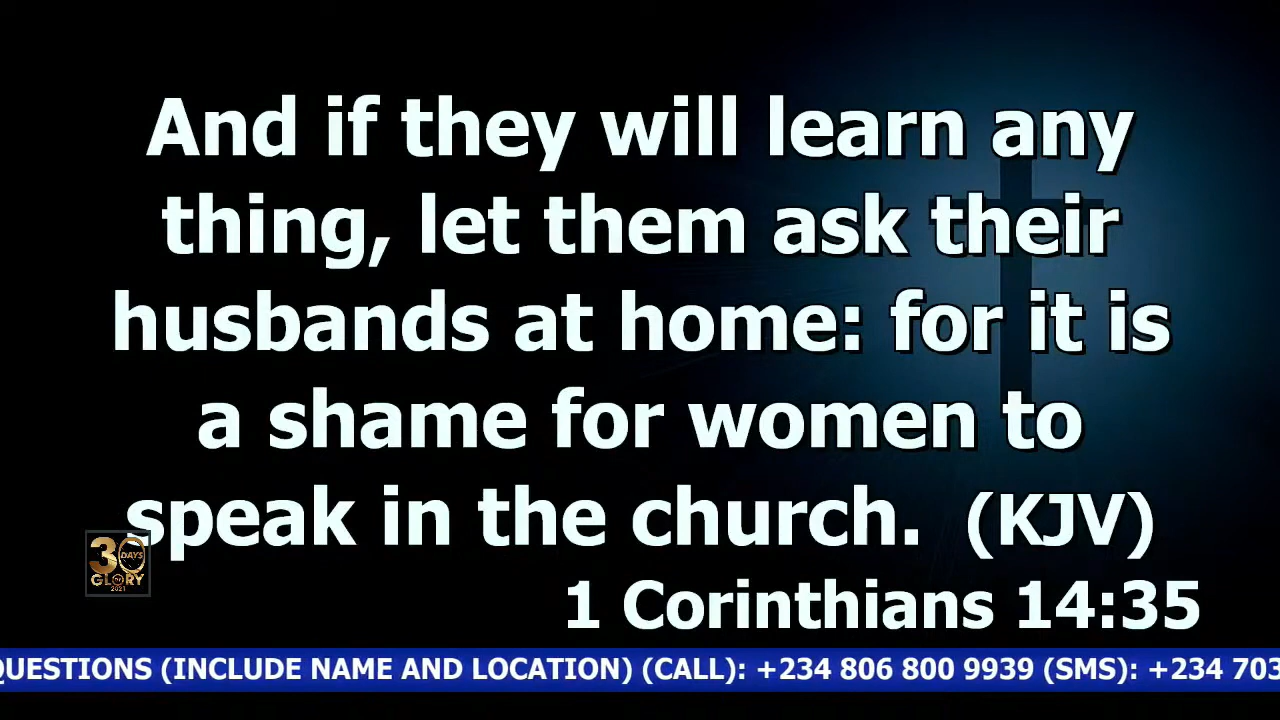 And if they will learn any
thing, let them ask their
husbands at home: for it is
a shame for women to
speak in the church. (KJV)
1 Corinthians 14:35
30
DAYS
OF
GLORY
2021
QUESTIONS (INCLUDE NAME AND LOCATION) (CALL): +234 806 800 9939 (SMS): +234 703